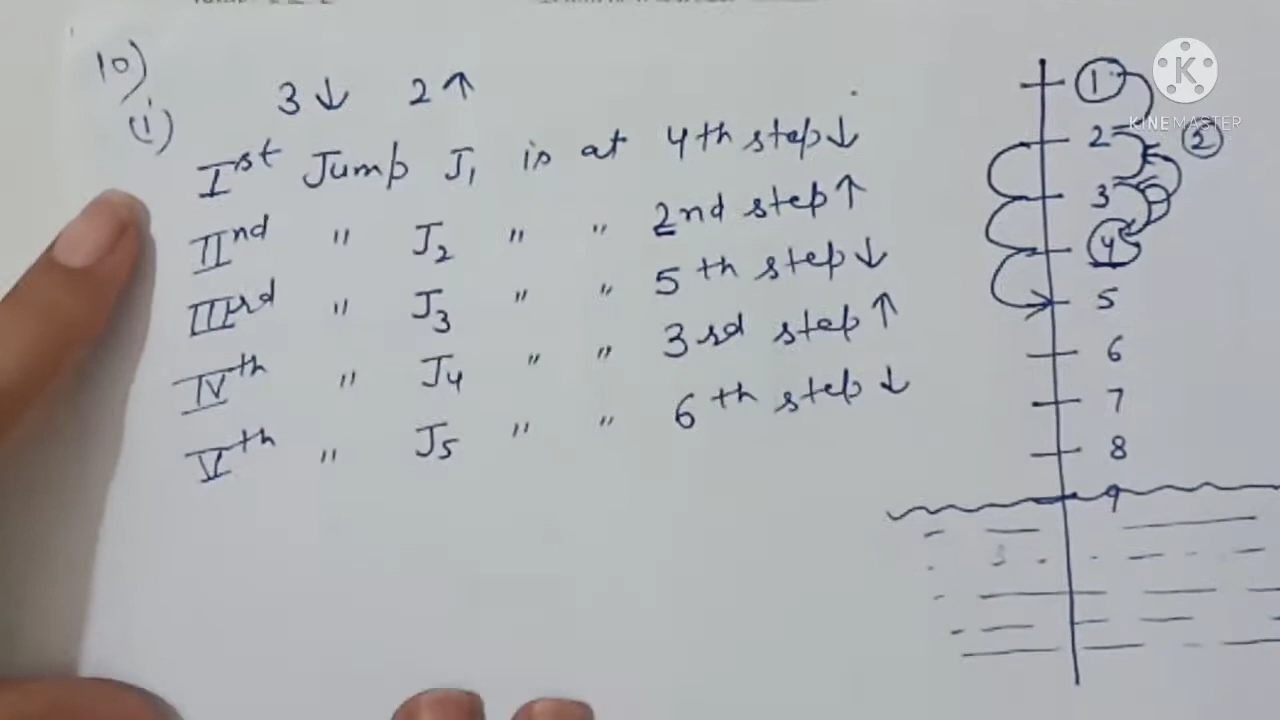 10)
(i) 3↓ 2↑
Ist Jump J1 is at 4th step↓
IInd " J2 " " 2nd step↑
IIIrd " J3 " " 5th step↓
IVth " J4 " " 3rd step↑
Vth " J5 " " 6th step↓
1
2 2
3
4
5
6
7
8
9
K
KINEMASTER